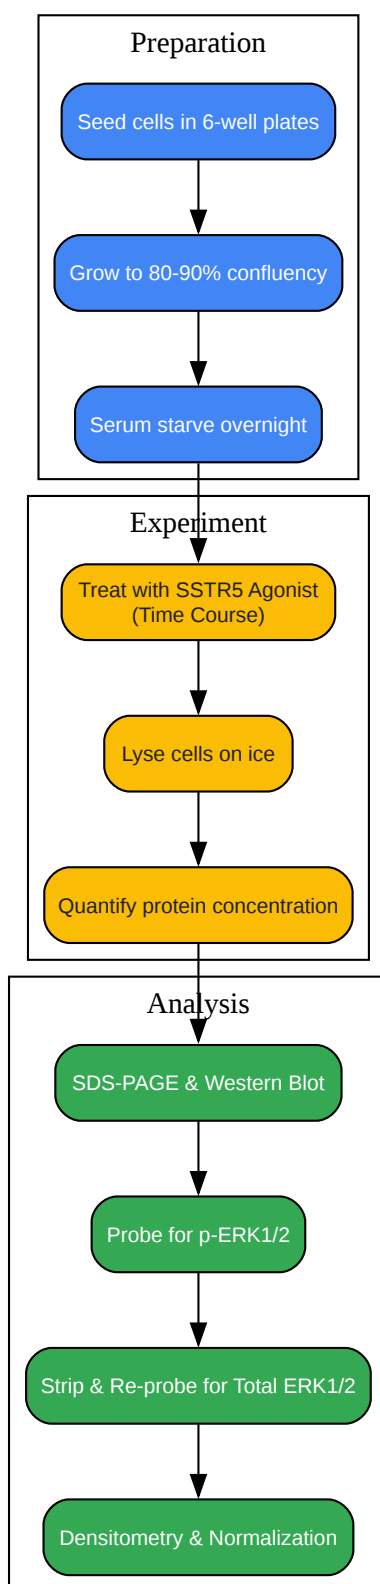 Preparation
Seed cells in 6-well plates
Grow to 80-90% confluency
Serum starve overnight
Experiment
Treat with SSTR5 Agonist
(Time Course)
Lyse cells on ice
Quantify protein concentration
Analysis
SDS-PAGE & Western Blot
Probe for p-ERK1/2
Strip & Re-probe for Total ERK1/2
Densitometry & Normalization